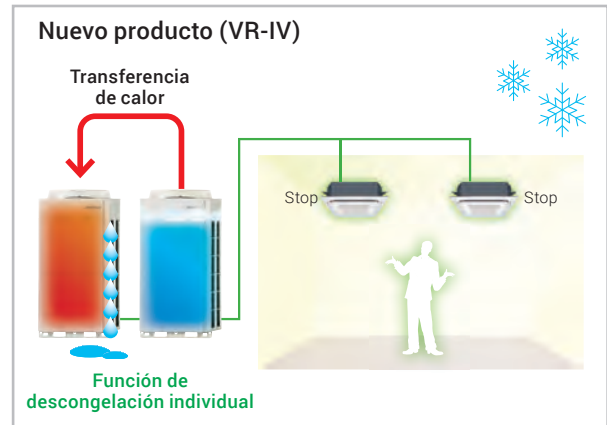 Nuevo producto (VR-IV)
Transferencia
de calor
Stop
Stop
Función de
descongelación individual